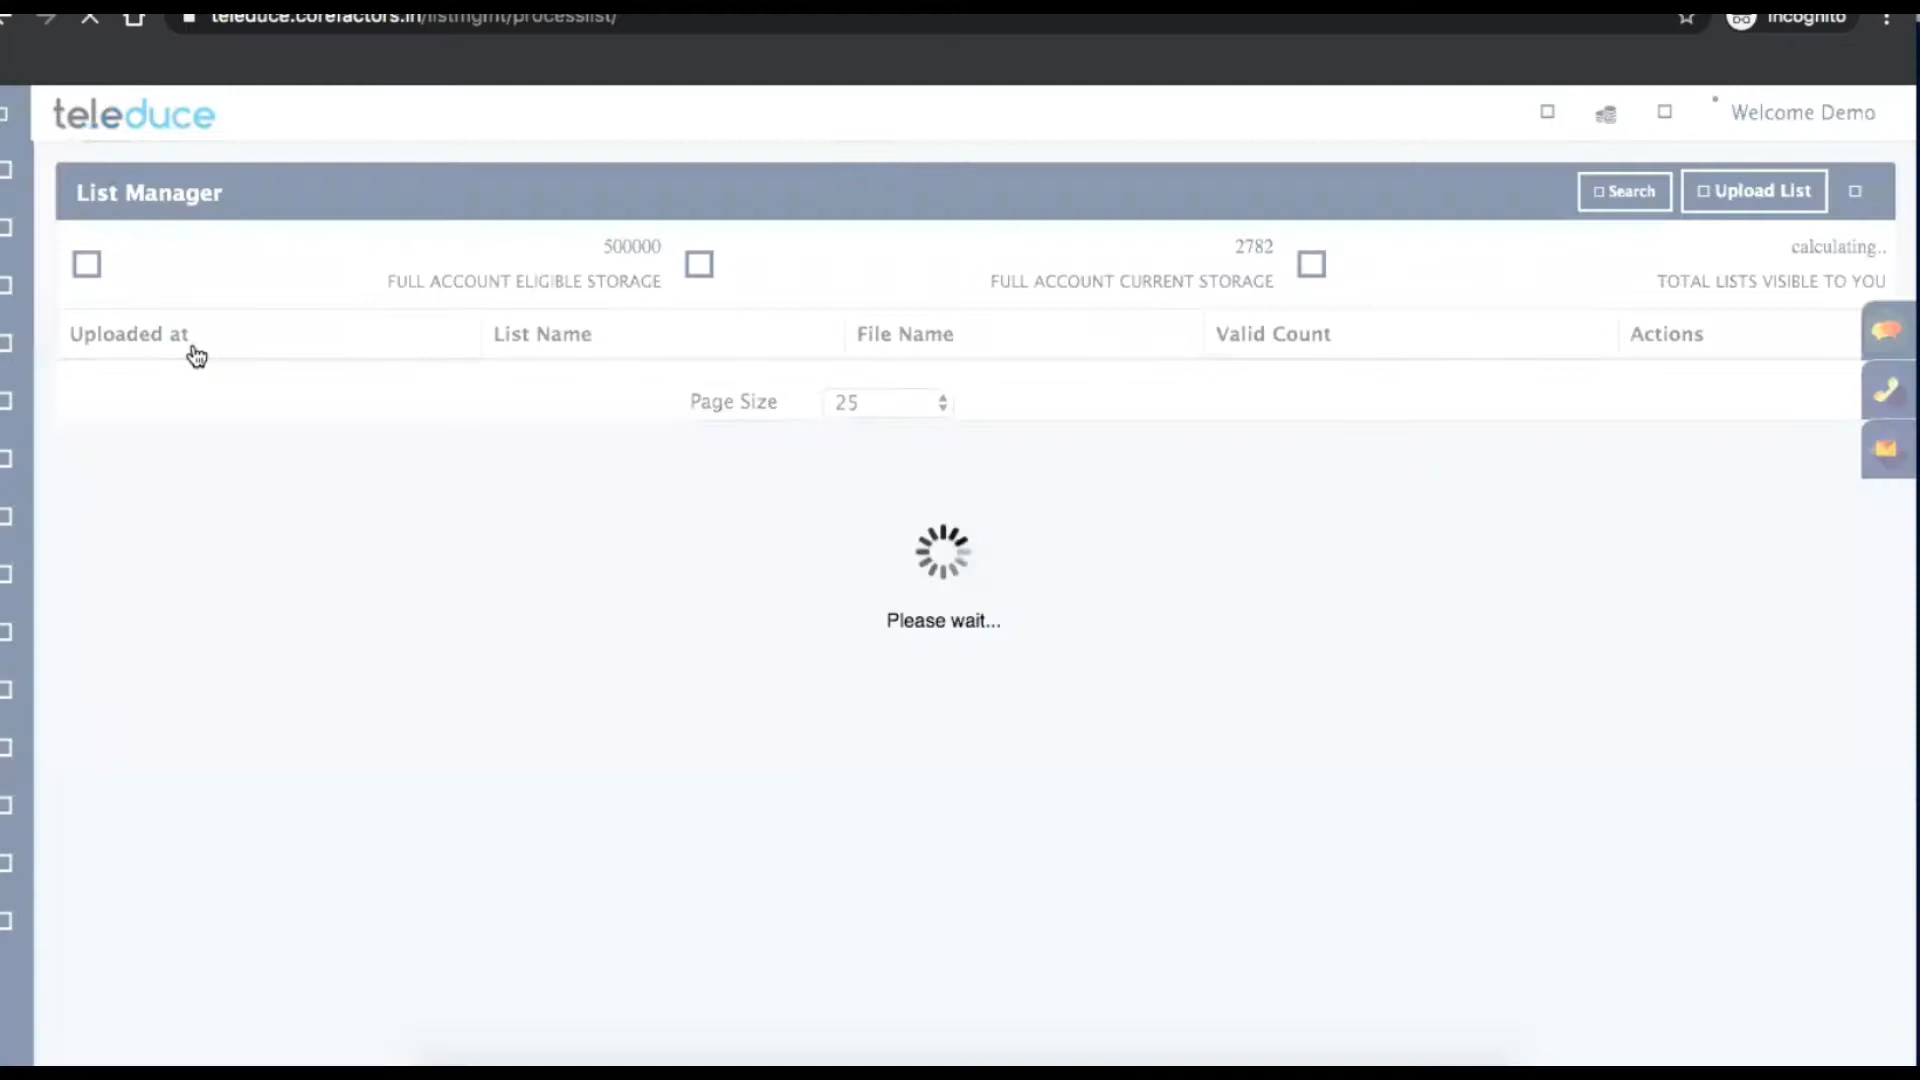 teleduce.corefactors.in/listmgmt/processlist/
Incognito
teleduce
Welcome Demo
List Manager
Search
Upload List
500000
FULL ACCOUNT ELIGIBLE STORAGE
2782
FULL ACCOUNT CURRENT STORAGE
calculating..
TOTAL LISTS VISIBLE TO YOU
Uploaded at
List Name
File Name
Valid Count
Actions
Page Size
25
Please wait...